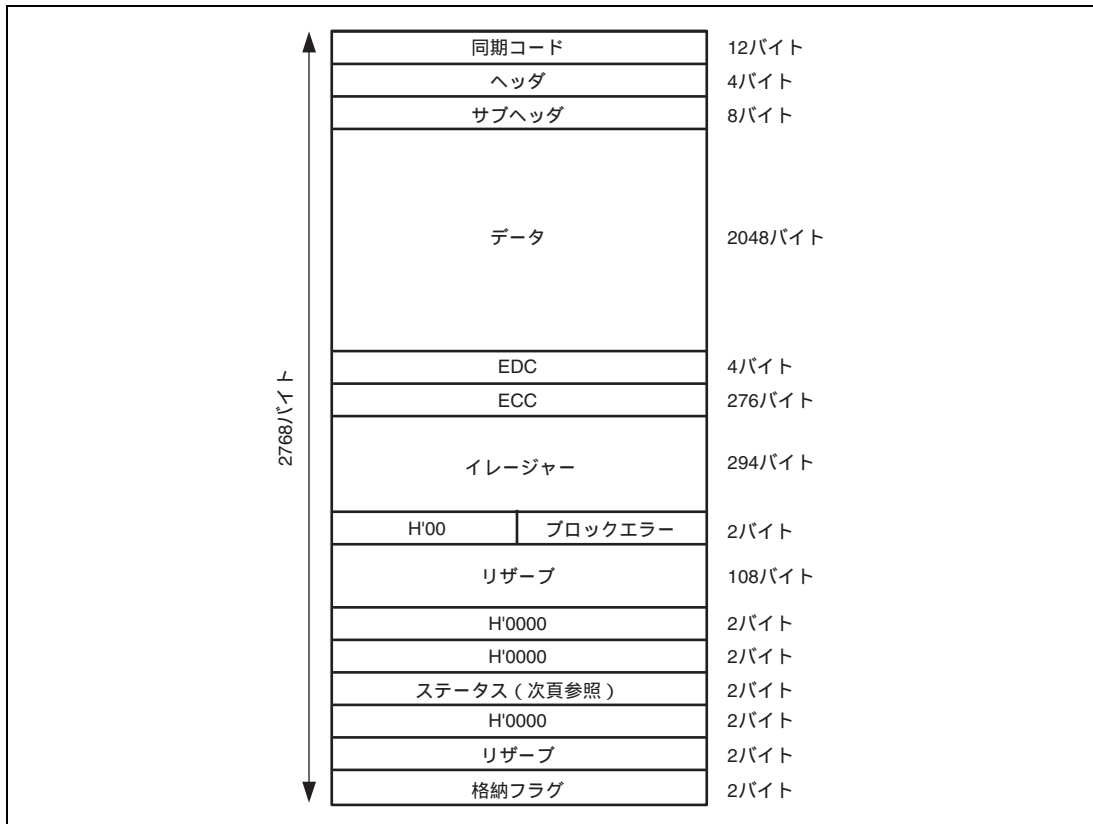 同期コード 12バイト
ヘッダ 4バイト
サブヘッダ 8バイト
データ 2048バイト
EDC 4バイト
ECC 276バイト
2768バイト
イレージャー 294バイト
H'00 ブロックエラー 2バイト
リザーブ 108バイト
H'0000 2バイト
H'0000 2バイト
ステータス（次頁参照） 2バイト
H'0000 2バイト
リザーブ 2バイト
格納フラグ 2バイト